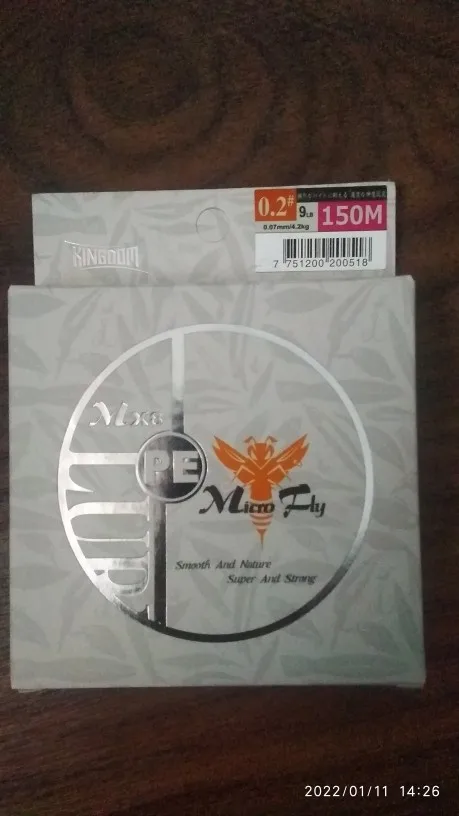 0.2#
9LB
150M
0.07mm/4.2kg
KINGDOM
7 751200 200518
MX8
PE
Micro Fly
Smooth And Nature
Super And Strong
2022/01/11 14:26